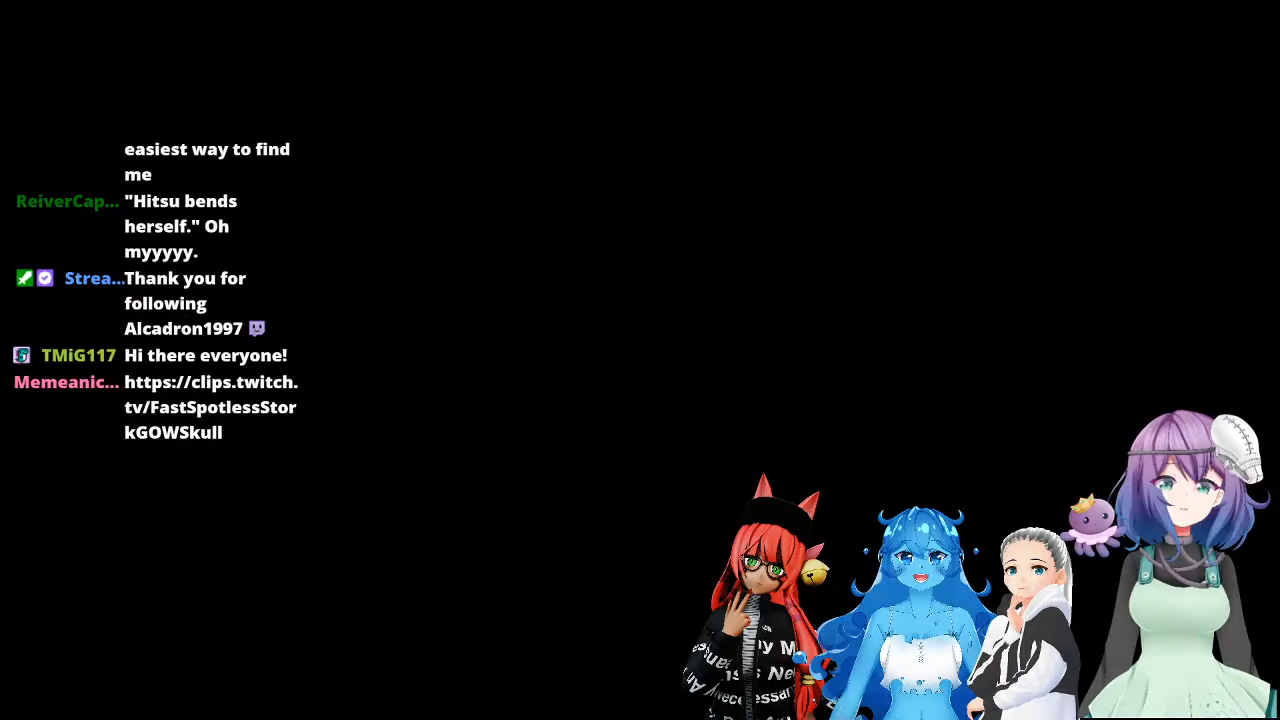 easiest way to find
me
ReiverCap... "Hitsu bends
herself." Oh
myyyyy.
Strea...Thank you for
following
Alcadron1997
TMiG117 Hi there everyone!
Memeanic... https://clips.twitch.
tv/FastSpotlessStor
kGOWSkull